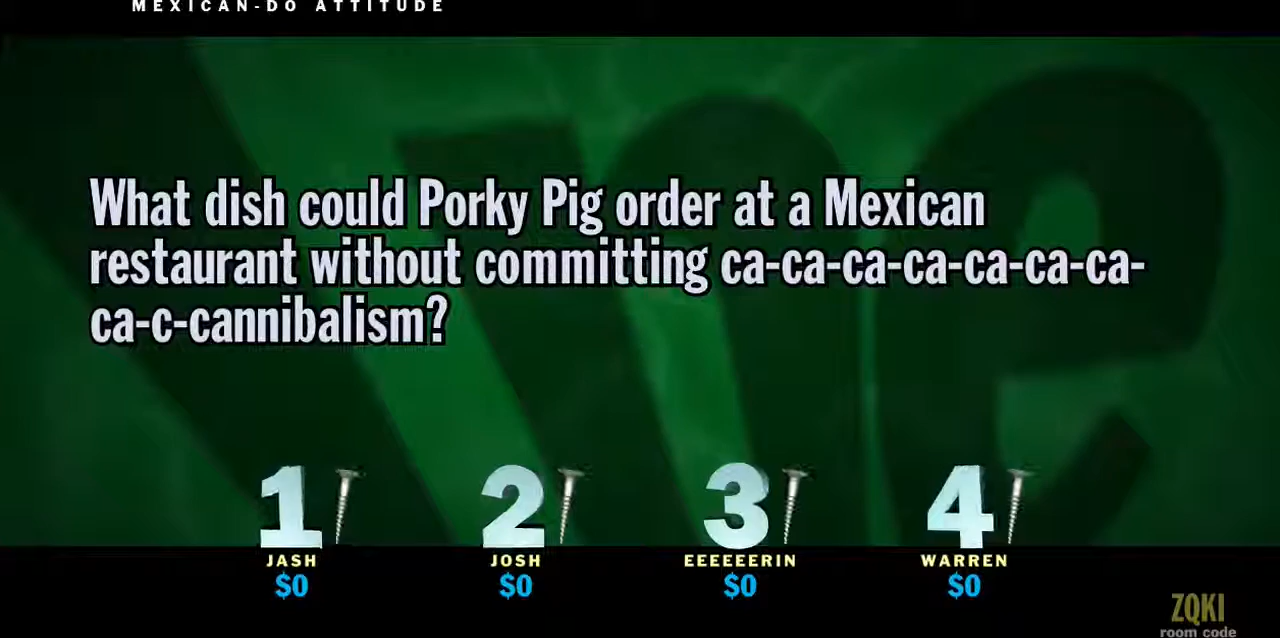 MEXICAN-DO ATTITUDE
What dish could Porky Pig order at a Mexican
restaurant without committing ca-ca-ca-ca-ca-ca-ca-
ca-c-cannibalism?
1 2 3 4
JASH JOSH EEEEEERIN WARREN
$0 $0 $0 $0
ZQKI
room code